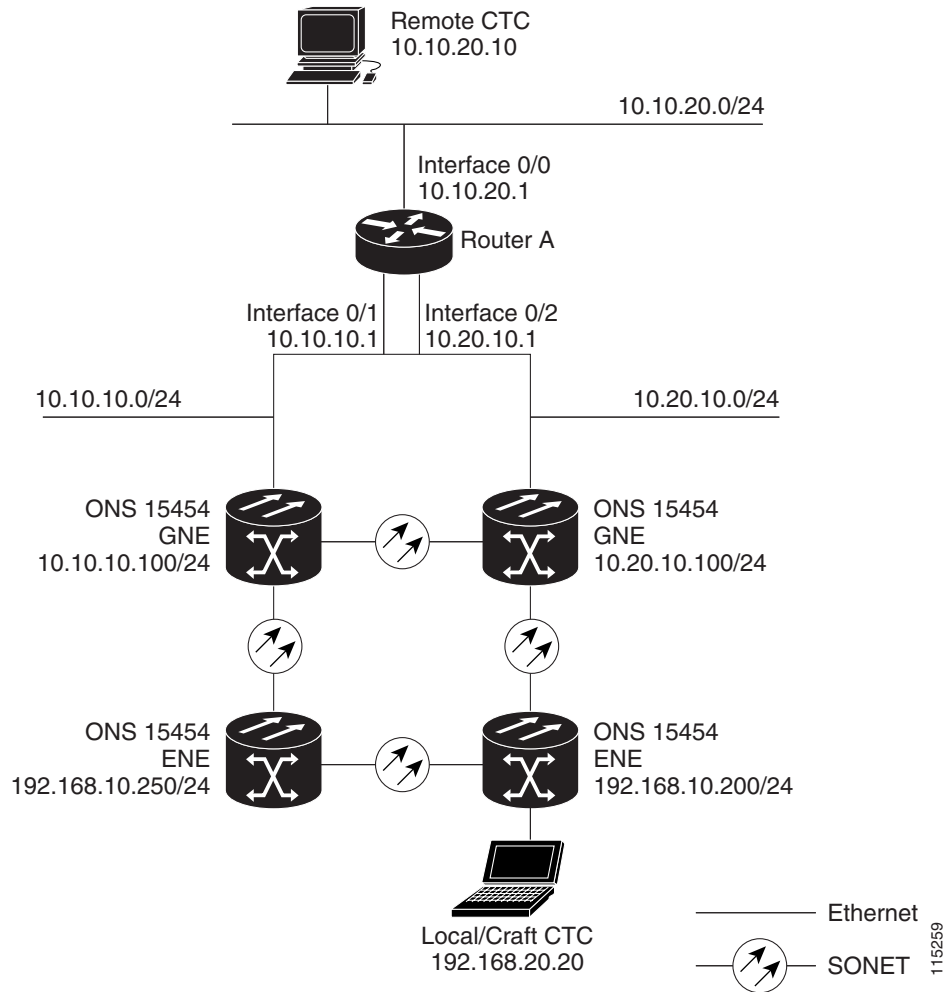 Remote CTC
10.10.20.10
10.10.20.0/24
Interface 0/0
10.10.20.1
Router A
Interface 0/1
10.10.10.1
Interface 0/2
10.20.10.1
10.10.10.0/24
10.20.10.0/24
ONS 15454
GNE
10.10.10.100/24
ONS 15454
GNE
10.20.10.100/24
ONS 15454
ENE
192.168.10.250/24
ONS 15454
ENE
192.168.10.200/24
Local/Craft CTC
192.168.20.20
Ethernet
SONET
115259